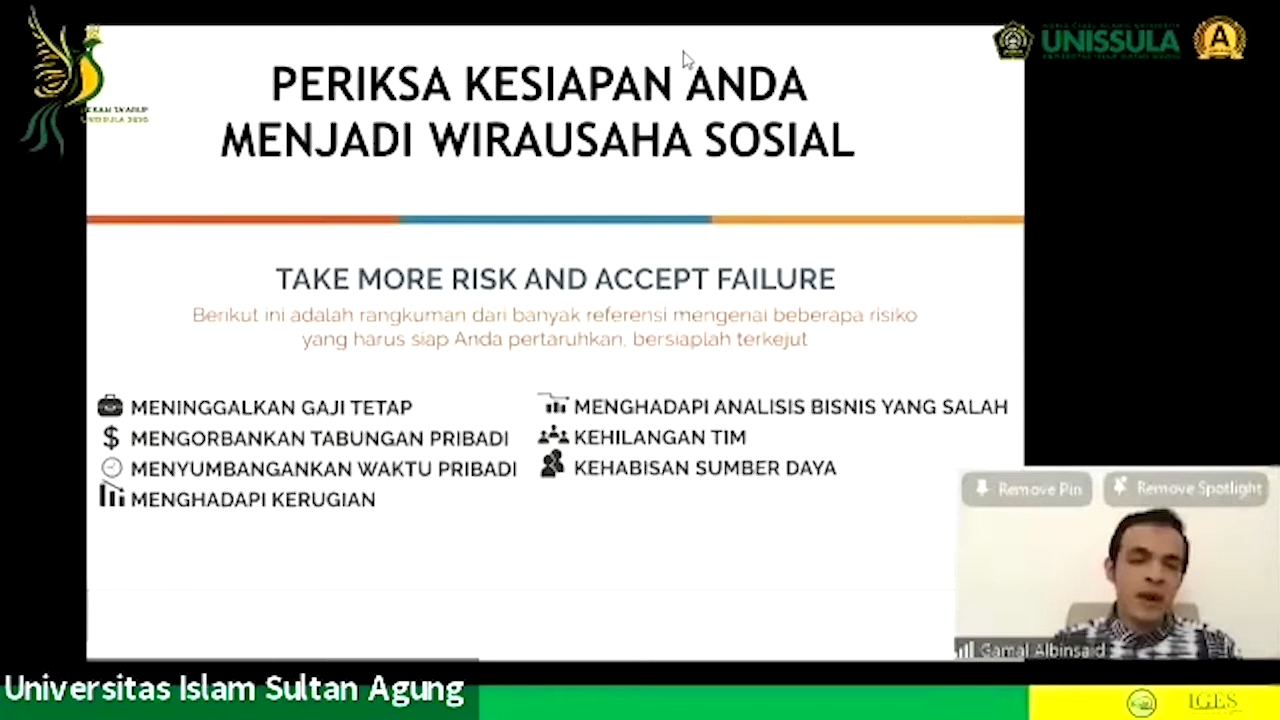 UNISSULA
A
PERIKSA KESIAPAN ANDA
MENJADI WIRAUSAHA SOSIAL
TAKE MORE RISK AND ACCEPT FAILURE
Berikut ini adalah rangkuman dari banyak referensi mengenai beberapa risiko
yang harus siap Anda pertaruhkan, bersiaplah terkejut
MENINGGALKAN GAJI TETAP
$ MENGORBANKAN TABUNGAN PRIBADI
MENYUMBANGANKAN WAKTU PRIBADI
MENGHADAPI KERUGIAN
MENGHADAPI ANALISIS BISNIS YANG SALAH
KEHILANGAN TIM
KEHABISAN SUMBER DAYA
Remove Pin
Remove Spotlight
Gamal Albinsaid
Universitas Islam Sultan Agung
IGES